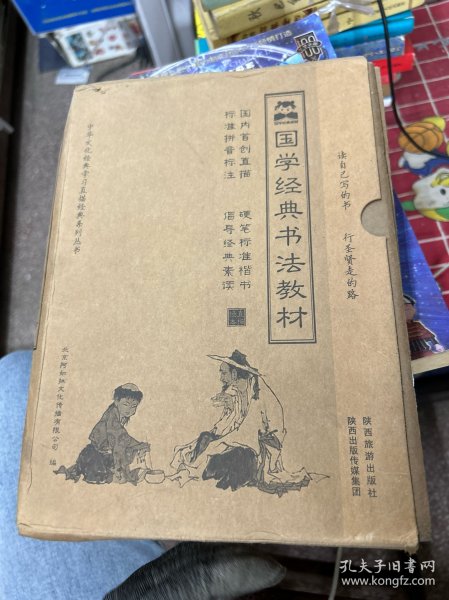 国学经典书法教材
读自己写的书 行圣贤走的路
国内首创直描 硬笔标准楷书
标准拼音标注 倡导经典素读
中华文化经典学习直描经典系列丛书
北京阿如林文化传播有限公司 编
陕西旅游出版社
陕西出版传媒集团
孔夫子旧书网
www.kongfz.com